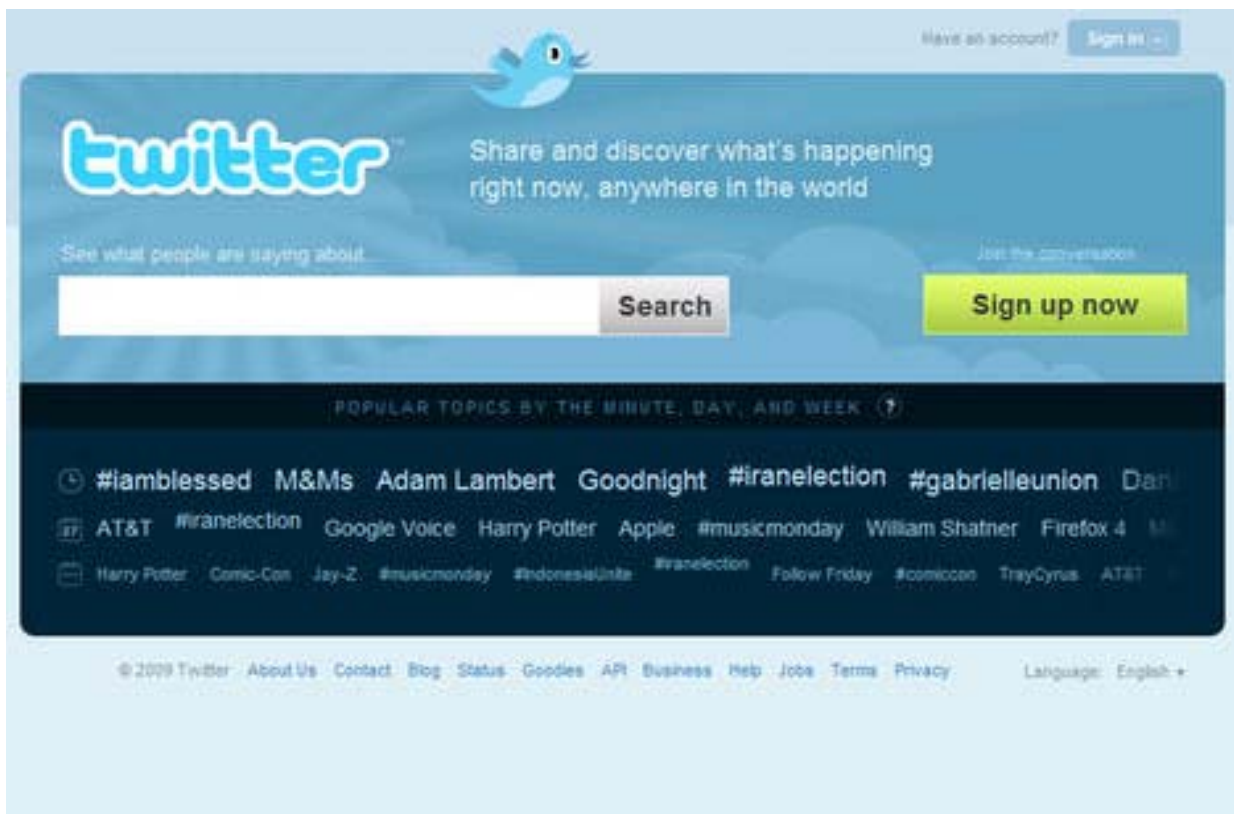 Have an account? Sign in
twitter
Share and discover what's happening
right now, anywhere in the world
See what people are saying about...
Join the conversation
Search
Sign up now
POPULAR TOPICS BY THE MINUTE, DAY, AND WEEK ?
#iamblessed M&Ms Adam Lambert Goodnight #iranelection #gabrielleunion
AT&T #iranelection Google Voice Harry Potter Apple #musicmonday William Shatner Firefox 4
Harry Potter Comic-Con Jay-Z #musicmonday #IndonesiaUnite #iranelection Follow Friday #comiccon TrayCyrus AT&T
© 2009 Twitter About Us Contact Blog Status Goodies API Business Help Jobs Terms Privacy Language: English